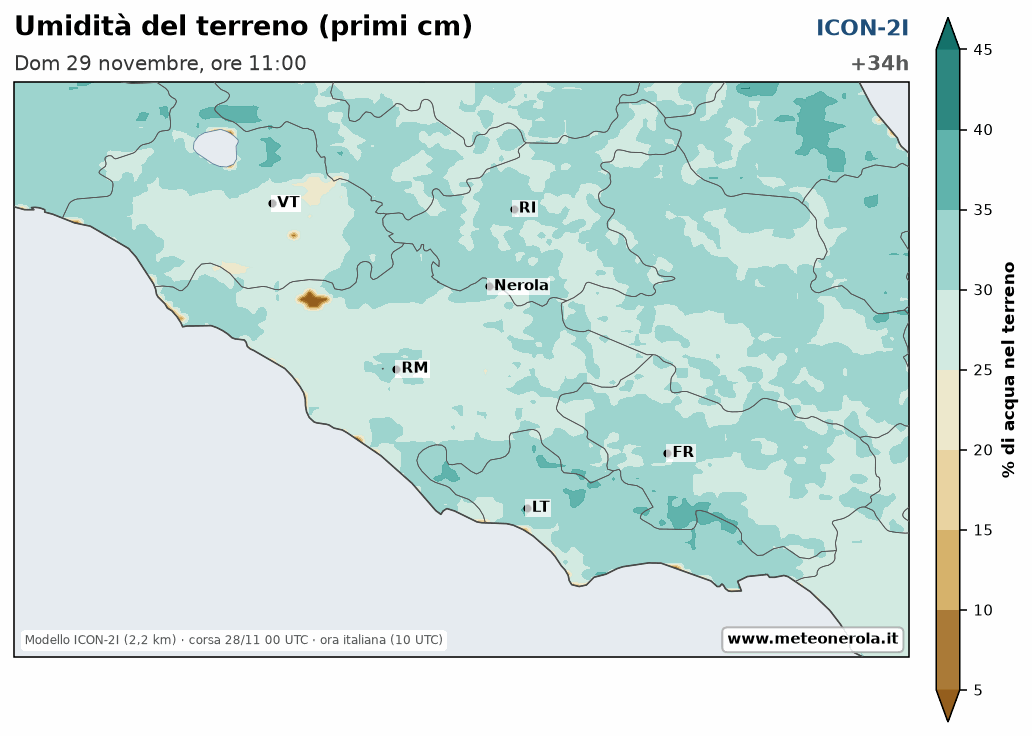 Umidità del terreno (primi cm)
ICON-2I
Dom 29 novembre, ore 11:00
+34h
45
40
35
30
25
20
15
10
5
% di acqua nel terreno
VT
RI
Nerola
RM
FR
LT
Modello ICON-2I (2,2 km) · corsa 28/11 00 UTC · ora italiana (10 UTC)
www.meteonerola.it